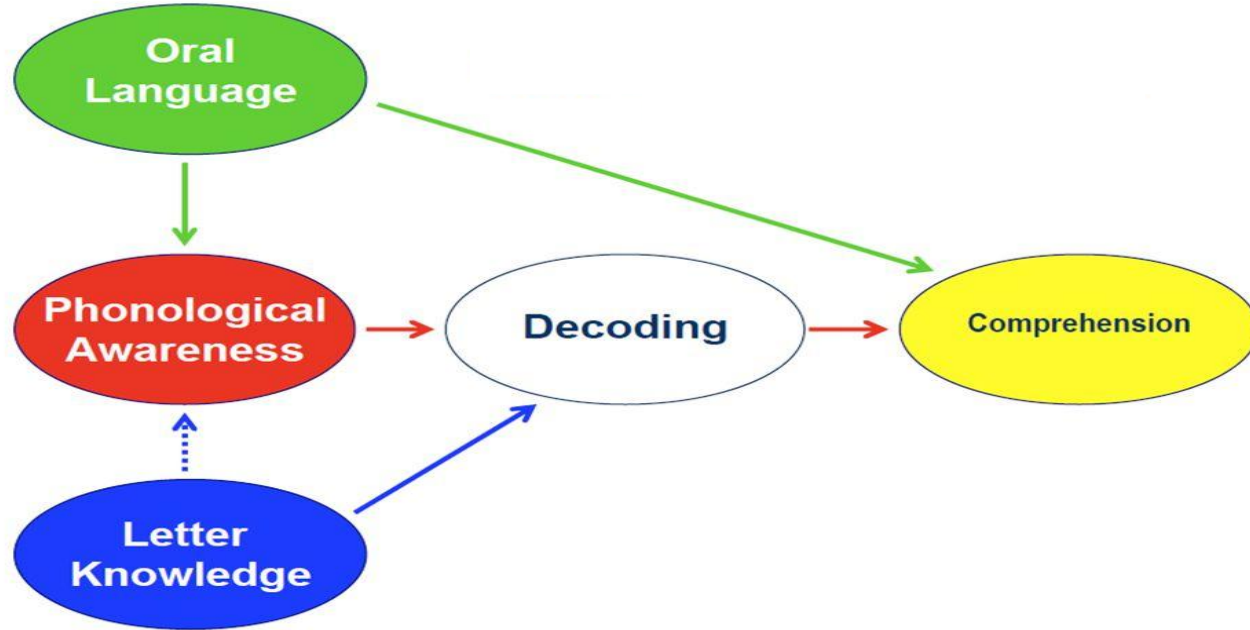 Oral
Language
Phonological
Awareness
Decoding
Comprehension
Letter
Knowledge